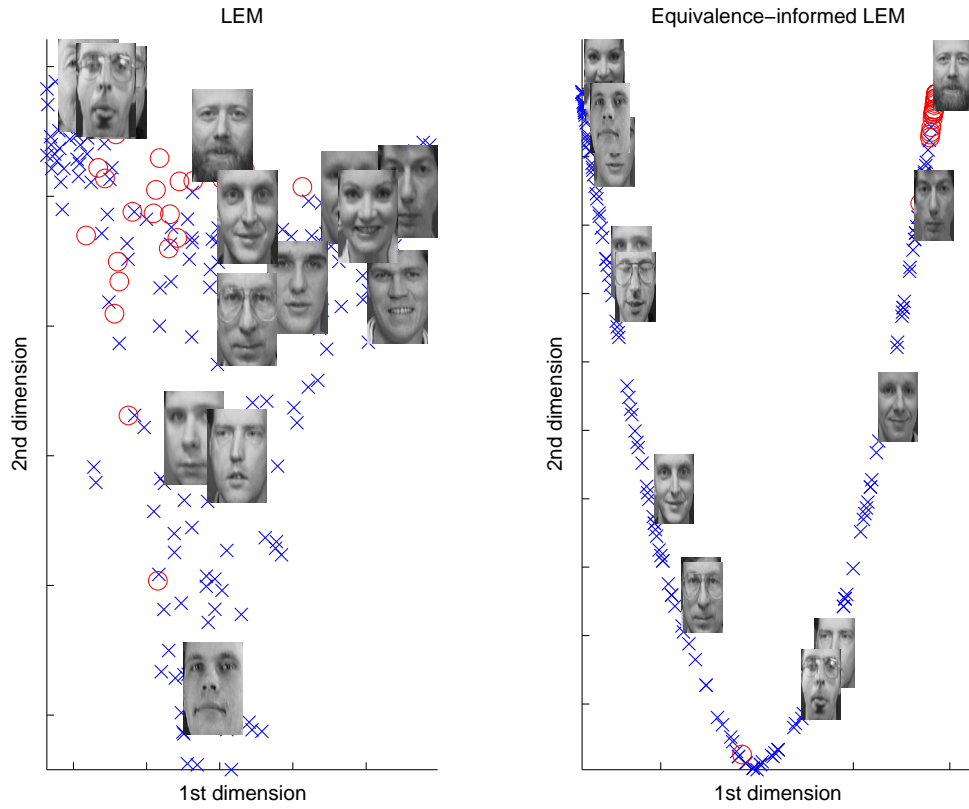 LEM
Equivalence−informed LEM
2nd dimension
2nd dimension
1st dimension
1st dimension